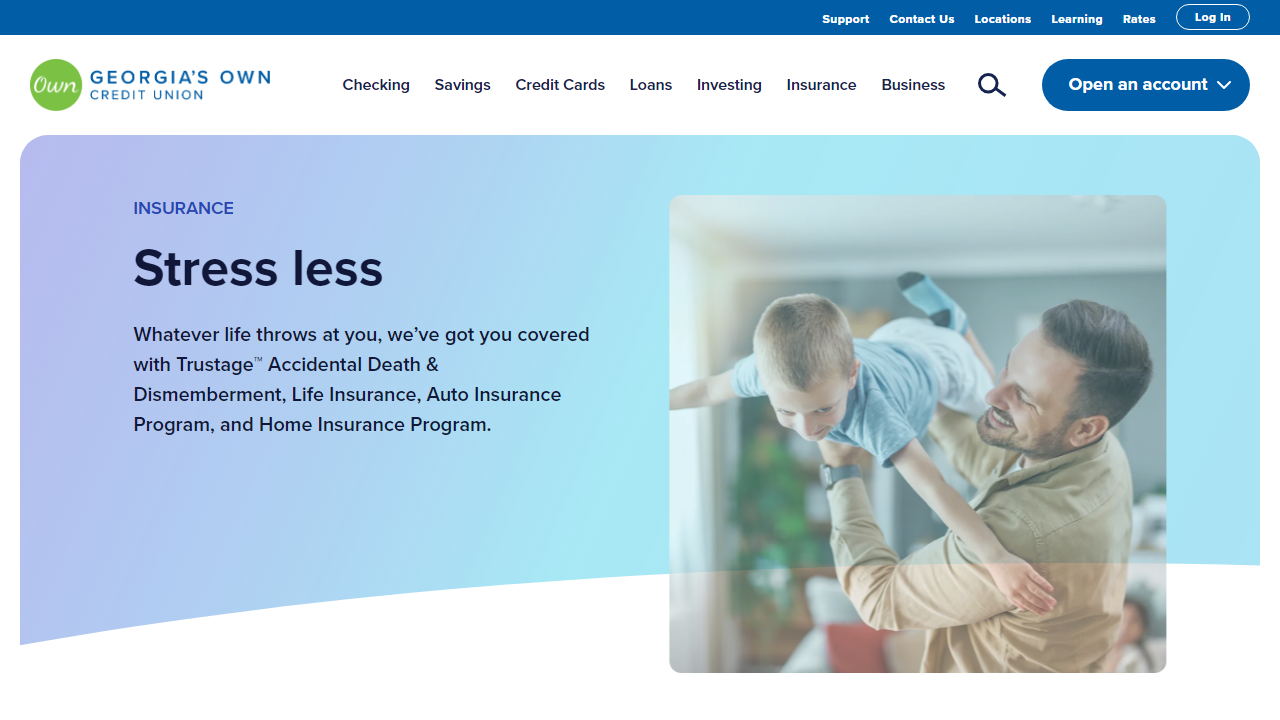 Support Contact Us Locations Learning Rates Log In
Own GEORGIA'S OWN
CREDIT UNION
Checking Savings Credit Cards Loans Investing Insurance Business Open an account
INSURANCE
Stress less
Whatever life throws at you, we’ve got you covered
with Trustage™ Accidental Death &
Dismemberment, Life Insurance, Auto Insurance
Program, and Home Insurance Program.